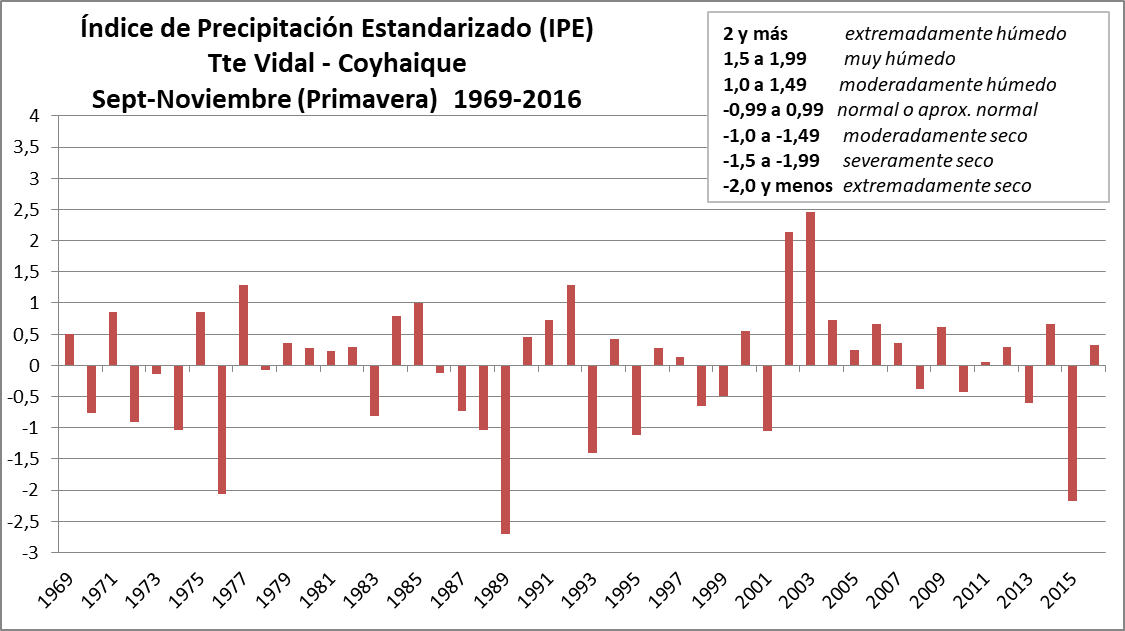 Índice de Precipitación Estandarizado (IPE)
Tte Vidal - Coyhaique
Sept-Noviembre (Primavera) 1969-2016
2 y más extremadamente húmedo
1,5 a 1,99 muy húmedo
1,0 a 1,49 moderadamente húmedo
-0,99 a 0,99 normal o aprox. normal
-1,0 a -1,49 moderadamente seco
-1,5 a -1,99 severamente seco
-2,0 y menos extremadamente seco
4
3,5
3
2,5
2
1,5
1
0,5
0
-0,5
-1
-1,5
-2
-2,5
-3
1969 1971 1973 1975 1977 1979 1981 1983 1985 1987 1989 1991 1993 1995 1997 1999 2001 2003 2005 2007 2009 2011 2013 2015